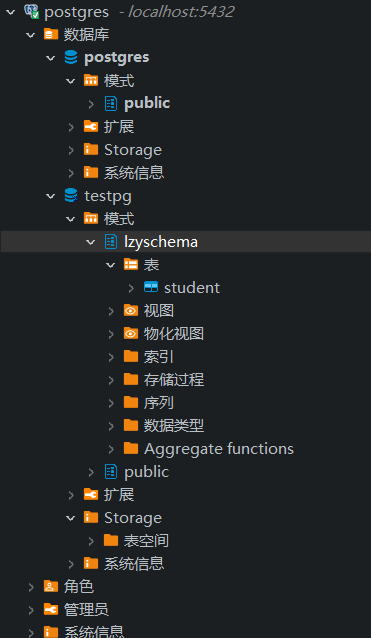 postgres - localhost:5432
数据库
postgres
模式
public
扩展
Storage
系统信息
testpg
模式
lzyschema
表
student
视图
物化视图
索引
存储过程
序列
数据类型
Aggregate functions
public
扩展
Storage
表空间
系统信息
角色
管理员
系统信息